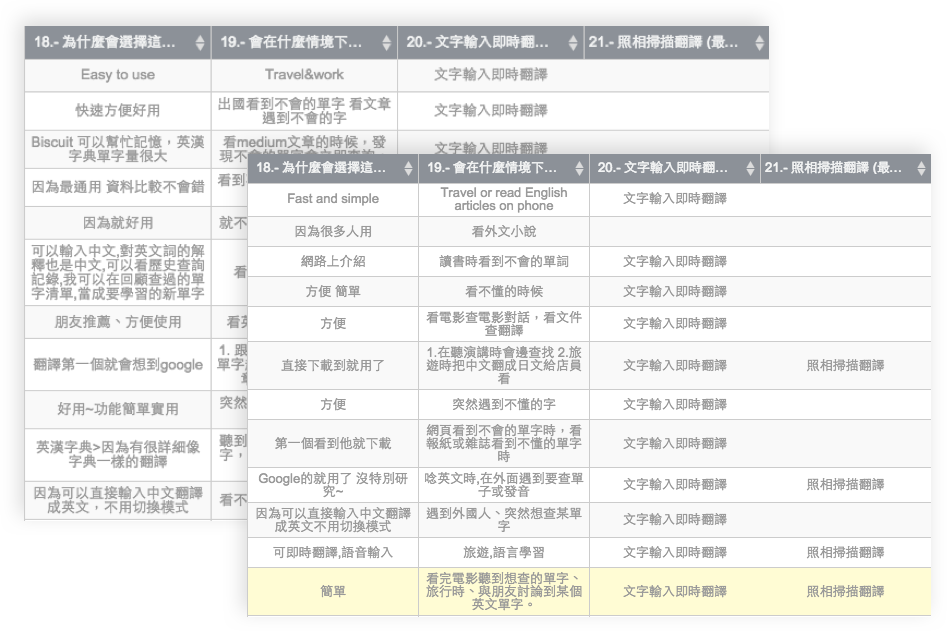 18.- 為什麼會選擇這... 19.- 會在什麼情境下... 20.- 文字輸入即時翻... 21.- 照相掃描翻譯 (最...
Easy to use Travel&work 文字輸入即時翻譯
快速方便好用 出國看到不會的單字 看文章 文字輸入即時翻譯
遇到不會的字
Biscuit 可以幫忙記憶，英漢 看medium文章的時候，發 文字輸入即時翻譯
字典單字量很大
因為最通用 資料比較不會錯 看到
因為就好用 就不
可以輸入中文,對英文詞的解
釋也是中文,可以看歷史查詢
記錄,我可以在回顧查過的單 看
字清單,當成要學習的新單字
朋友推薦、方便使用 看英
翻譯第一個就會想到google 1. 跟
單字
好用~功能簡單實用 突然
英漢字典>因為有很詳細像 聽到
字典一樣的翻譯 字，
因為可以直接輸入中文翻譯 看不
成英文，不用切換模式
18.- 為什麼會選擇這... 19.- 會在什麼情境下... 20.- 文字輸入即時翻... 21.- 照相掃描翻譯 (最...
Fast and simple Travel or read English 文字輸入即時翻譯
articles on phone
因為很多人用 看外文小說
網路上介紹 讀書時看到不會的單詞 文字輸入即時翻譯
方便 簡單 看不懂的時候 文字輸入即時翻譯
方便 看電影查電影對話，看文件 文字輸入即時翻譯
查翻譯
直接下載到就用了 1.在聽演講時會邊查找 2.旅 文字輸入即時翻譯 照相掃描翻譯
遊時把中文翻成日文給店員
看
方便 突然遇到不懂的字 文字輸入即時翻譯
第一個看到他就下載 網頁看到不會的單字時，看 文字輸入即時翻譯
報紙或雜誌看到不懂的單字
時
Google的就用了 沒特別研 唸英文時,在外面遇到要查單 文字輸入即時翻譯 照相掃描翻譯
究~ 子或發音
因為可以直接輸入中文翻譯 遇到外國人、突然想查某單 文字輸入即時翻譯
成英文不用切換模式 字
可即時翻譯,語音輸入 旅遊,語言學習 文字輸入即時翻譯 照相掃描翻譯
簡單 看完電影聽到想查的單字、 文字輸入即時翻譯 照相掃描翻譯
旅行時、與朋友討論到某個
英文單字。